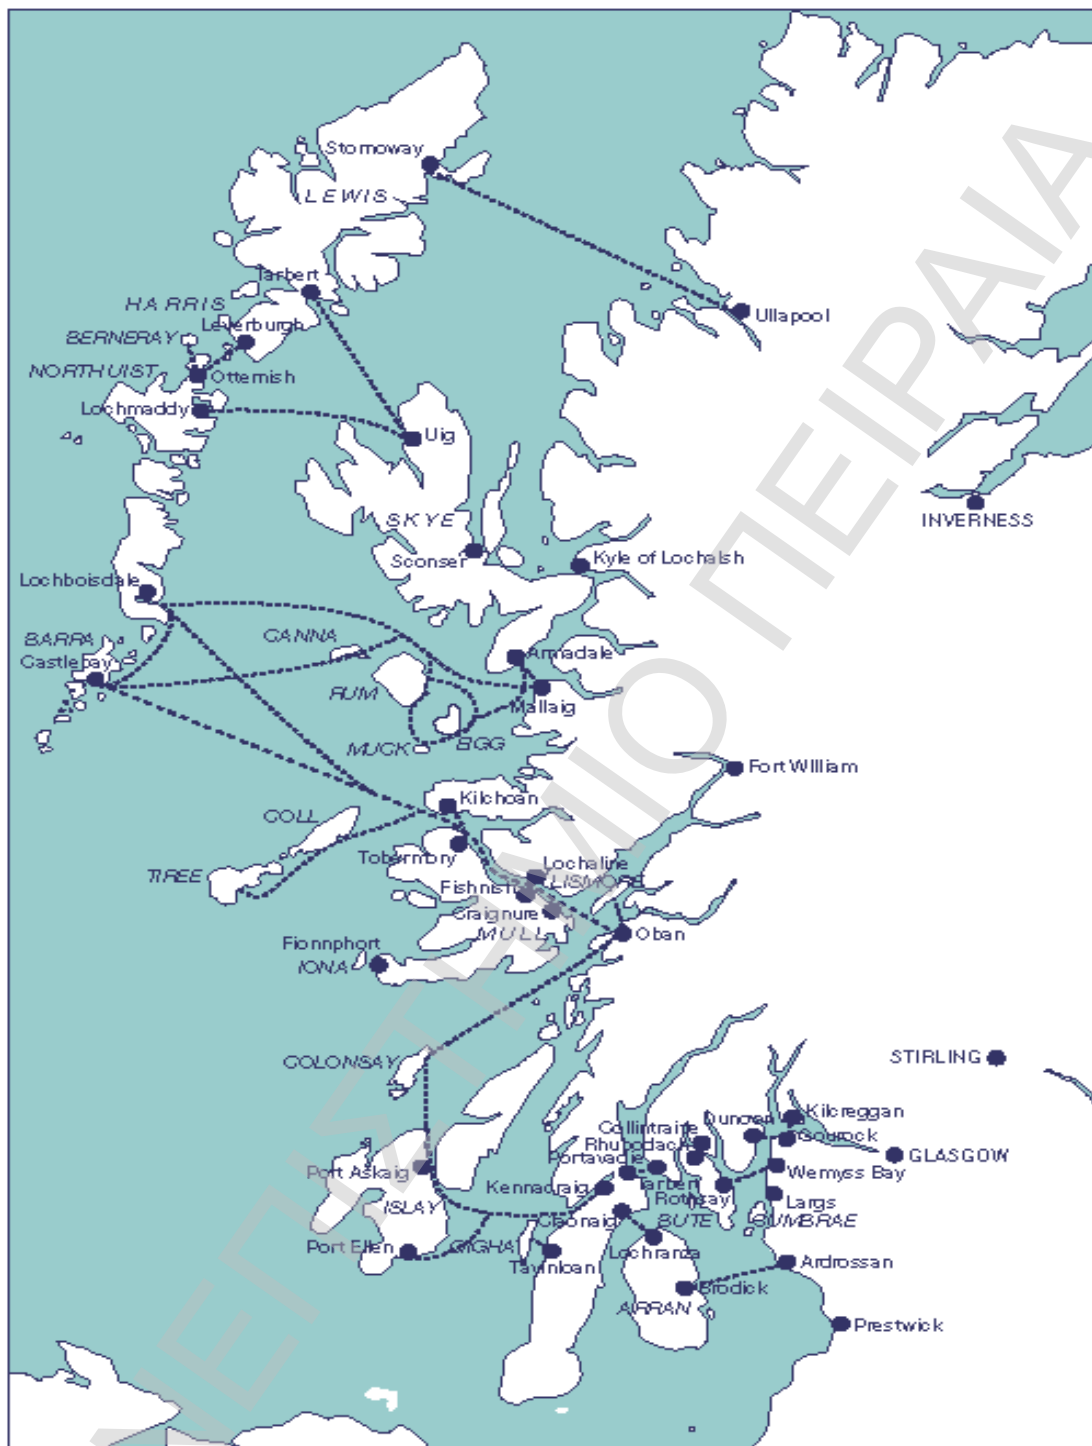 Stornoway
LEWIS
Tarbert
HARRIS
Leverburgh
Ullapool
BERNERAY
NORTH UIST
Otternish
Lochmaddy
Uig
SKYE
INVERNESS
Sconser
Kyle of Lochalsh
Lochboisdale
BARRA
CANNA
Castlebay
Armadale
RUM
Mallaig
MUCK
EGG
Fort William
Kilchoan
COLL
Tobermory
Lochaline
TIREE
LISMORE
Fishnish
Craignure
MULL
Oban
Fionnphort
IONA
COLONSAY
STIRLING
Kilcreggan
Dunoon
Collintraive
Gourock
Rhubodach
GLASGOW
Portavadie
Port Askaig
Wemyss Bay
Kennacraig
Tarbert
Rothsay
Largs
ISLAY
Claonaig
BUTE
CUMBRAE
Port Ellen
GIGHA
Lochranza
Tayinloan
Ardrossan
Brodick
ARRAN
Prestwick
ΠΑΝΕΠΙΣΤΗΜΙΟ ΠΕΙΡΑΙΑ